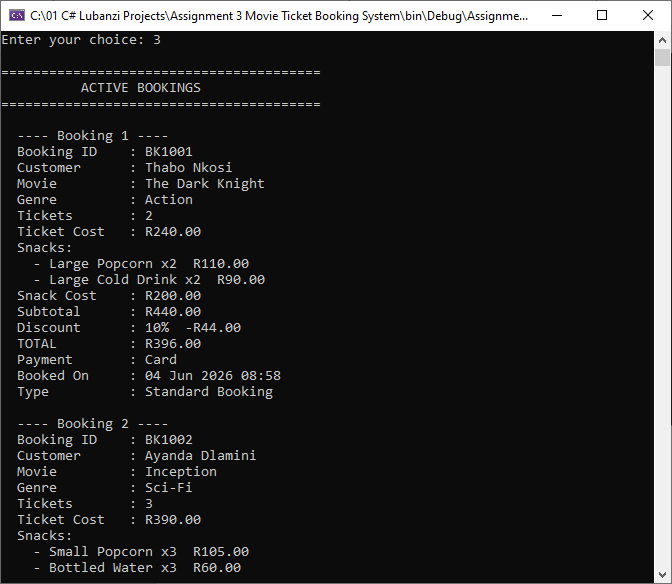 C:\01 C# Lubanzi Projects\Assignment 3 Movie Ticket Booking System\bin\Debug\Assignme...
Enter your choice: 3
========================================
          ACTIVE BOOKINGS
========================================
  ---- Booking 1 ----
  Booking ID    : BK1001
  Customer      : Thabo Nkosi
  Movie         : The Dark Knight
  Genre         : Action
  Tickets       : 2
  Ticket Cost   : R240.00
  Snacks:
    - Large Popcorn x2  R110.00
    - Large Cold Drink x2  R90.00
  Snack Cost    : R200.00
  Subtotal      : R440.00
  Discount      : 10%  -R44.00
  TOTAL         : R396.00
  Payment       : Card
  Booked On     : 04 Jun 2026 08:58
  Type          : Standard Booking
  ---- Booking 2 ----
  Booking ID    : BK1002
  Customer      : Ayanda Dlamini
  Movie         : Inception
  Genre         : Sci-Fi
  Tickets       : 3
  Ticket Cost   : R390.00
  Snacks:
    - Small Popcorn x3  R105.00
    - Bottled Water x3  R60.00